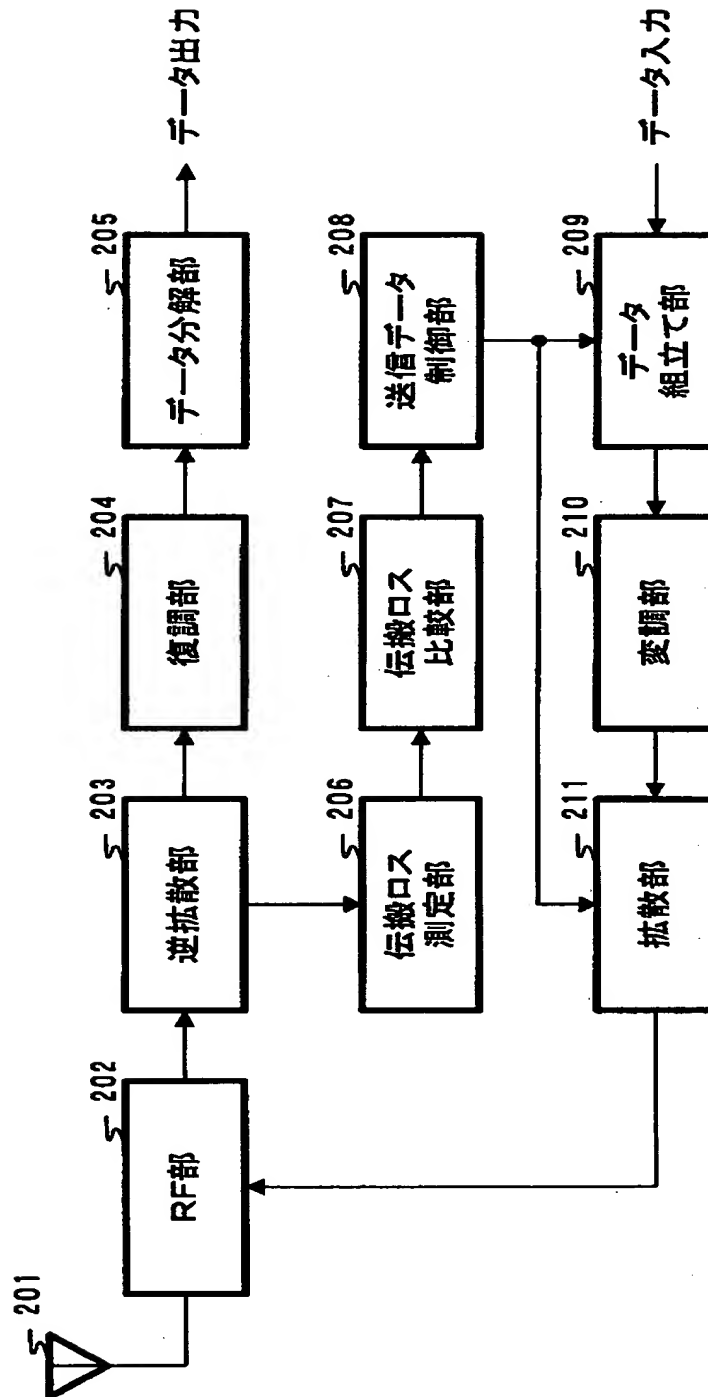 201
202
RF部
203
逆拡散部
204
復調部
205
データ分解部
データ出力
206
伝搬ロス
測定部
207
伝搬ロス
比較部
208
送信データ
制御部
209
データ
組立て部
データ入力
210
変調部
211
拡散部